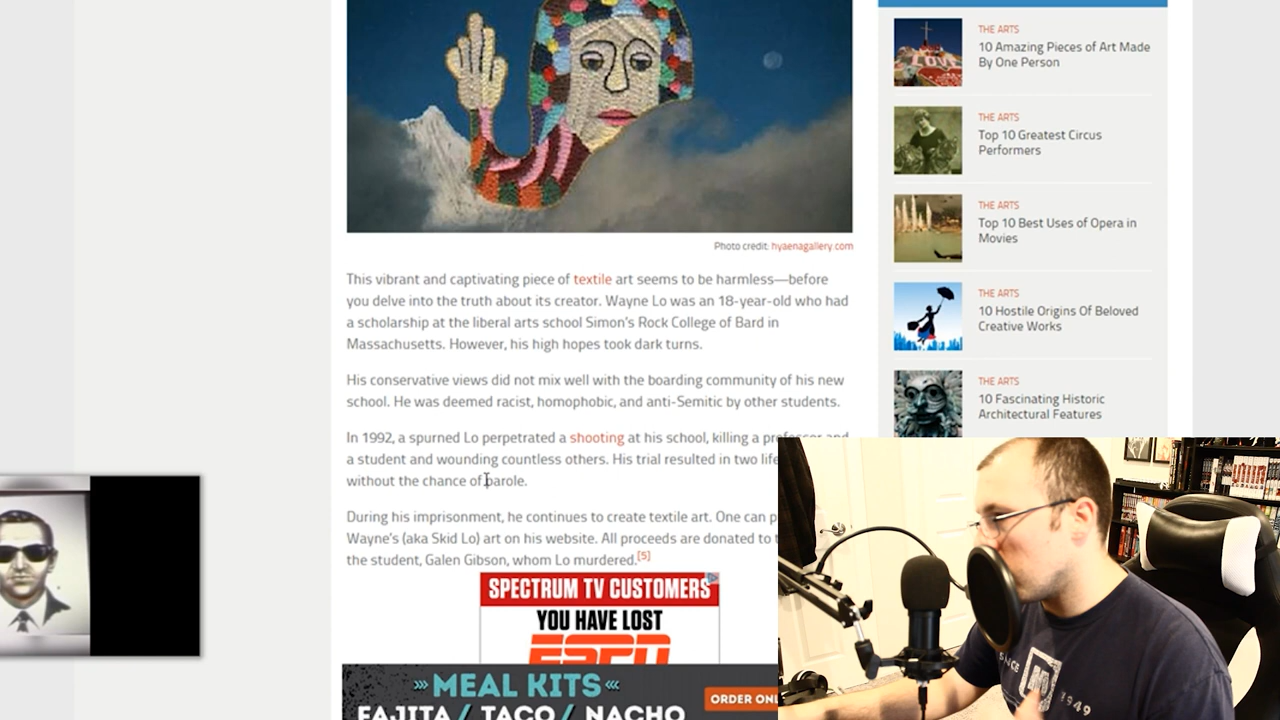 Photo credit: hyaenagallery.com
This vibrant and captivating piece of textile art seems to be harmless—before
you delve into the truth about its creator. Wayne Lo was an 18-year-old who had
a scholarship at the liberal arts school Simon's Rock College of Bard in
Massachusetts. However, his high hopes took dark turns.
His conservative views did not mix well with the boarding community of his new
school. He was deemed racist, homophobic, and anti-Semitic by other students.
In 1992, a spurned Lo perpetrated a shooting at his school, killing a professor and
a student and wounding countless others. His trial resulted in two life
without the chance of parole.
During his imprisonment, he continues to create textile art. One can
Wayne's (aka Skid Lo) art on his website. All proceeds are donated to
the student, Galen Gibson, whom Lo murdered.[5]
SPECTRUM TV CUSTOMERS
YOU HAVE LOST
ESPN
»» MEAL KITS ««
ORDER
FAJITA / TACO / NACHO
THE ARTS
10 Amazing Pieces of Art Made
By One Person
THE ARTS
Top 10 Greatest Circus
Performers
THE ARTS
Top 10 Best Uses of Opera in
Movies
THE ARTS
10 Hostile Origins Of Beloved
Creative Works
THE ARTS
10 Fascinating Historic
Architectural Features
LOVE
1949